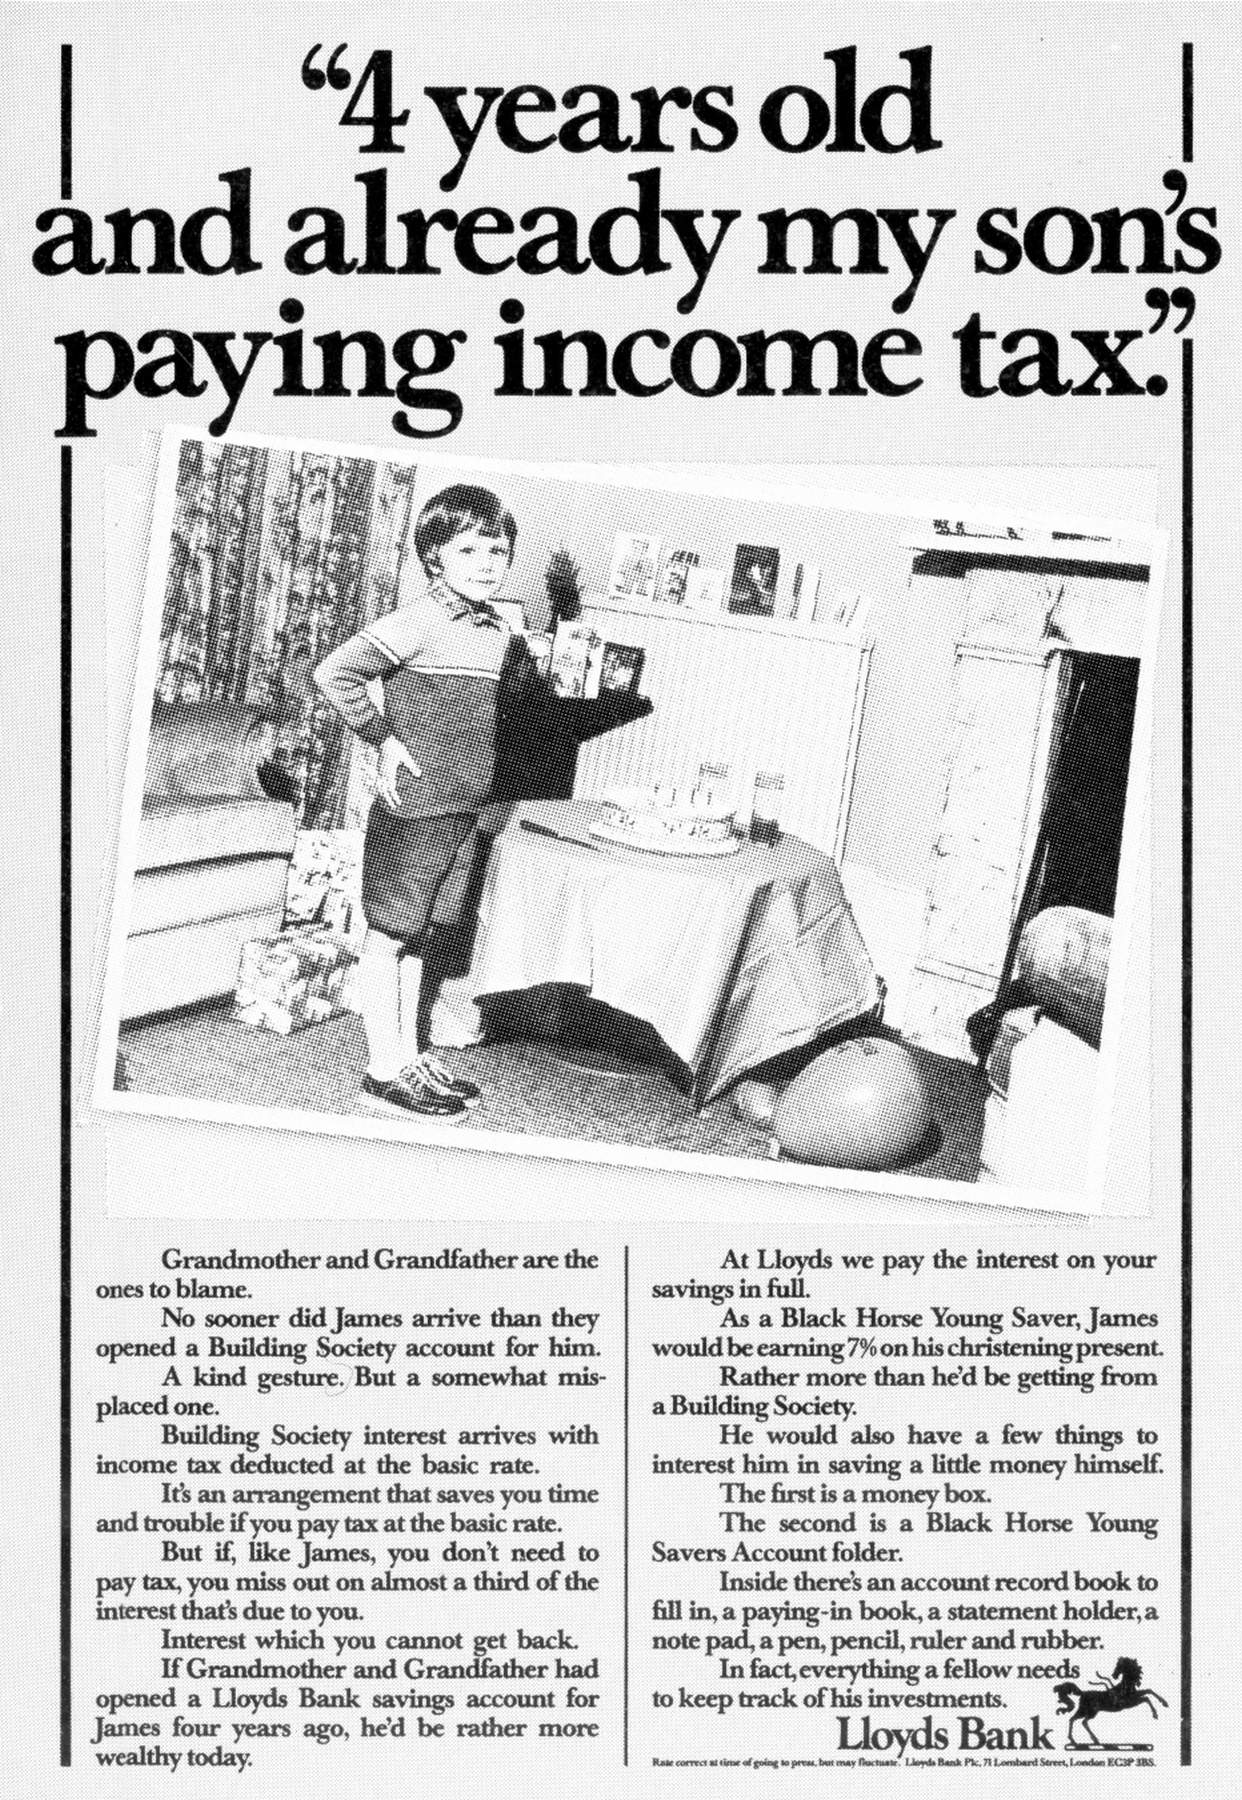 “4 years old
and already my son’s
paying income tax.”
Grandmother and Grandfather are the
ones to blame.
No sooner did James arrive than they
opened a Building Society account for him.
A kind gesture. But a somewhat mis-
placed one.
Building Society interest arrives with
income tax deducted at the basic rate.
It’s an arrangement that saves you time
and trouble if you pay tax at the basic rate.
But if, like James, you don’t need to
pay tax, you miss out on almost a third of the
interest that’s due to you.
Interest which you cannot get back.
If Grandmother and Grandfather had
opened a Lloyds Bank savings account for
James four years ago, he’d be rather more
wealthy today.
At Lloyds we pay the interest on your
savings in full.
As a Black Horse Young Saver, James
would be earning 7% on his christening present.
Rather more than he’d be getting from
a Building Society.
He would also have a few things to
interest him in saving a little money himself.
The first is a money box.
The second is a Black Horse Young
Savers Account folder.
Inside there’s an account record book to
fill in, a paying-in book, a statement holder, a
note pad, a pen, pencil, ruler and rubber.
In fact, everything a fellow needs
to keep track of his investments.
Lloyds Bank
Rate correct at time of going to press, but may fluctuate. Lloyds Bank Plc, 71 Lombard Street, London EC3P 3BS.